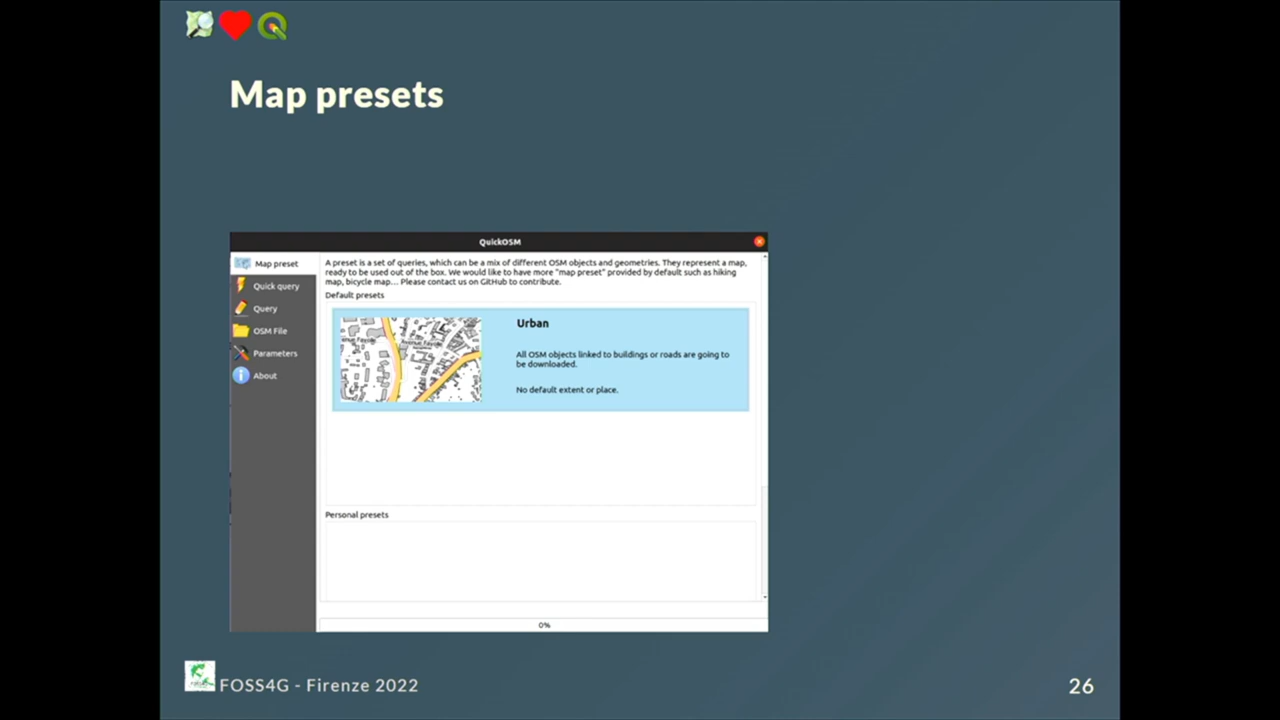 Map presets
QuickOSM
Map preset
Quick query
Query
OSM File
Parameters
About
A preset is a set of queries, which can be a mix of different OSM objects and geometries. They represent a map,
ready to be used out of the box. We would like to have more "map preset" provided by default such as hiking
map, bicycle map... Please contact us on GitHub to contribute.
Default presets
Avenue Fayolle
Urban
All OSM objects linked to buildings or roads are going to
be downloaded.
No default extent or place.
Personal presets
0%
FOSS4G - Firenze 2022
26